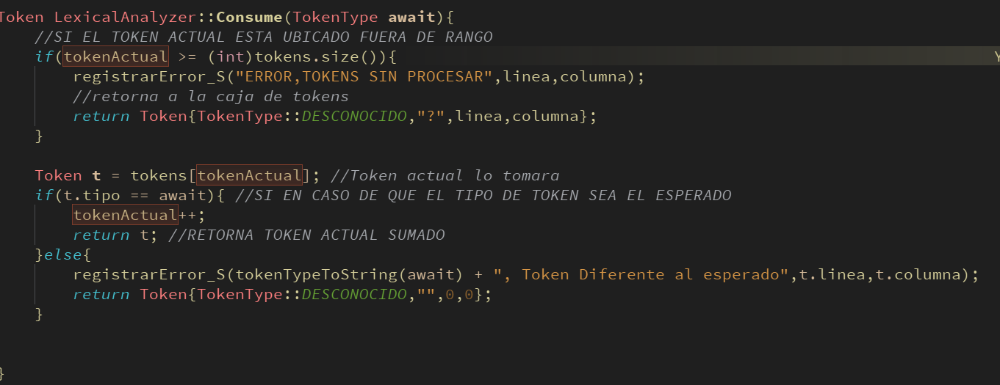 Token LexicalAnalyzer::Consume(TokenType await){
//SI EL TOKEN ACTUAL ESTA UBICADO FUERA DE RANGO
if(tokenActual >= (int)tokens.size()){
registrarError_S("ERROR,TOKENS SIN PROCESAR",linea,columna);
//retorna a la caja de tokens
return Token{TokenType::DESCONOCIDO,"?",linea,columna};
}
Token t = tokens[tokenActual]; //Token actual lo tomara
if(t.tipo == await){ //SI EN CASO DE QUE EL TIPO DE TOKEN SEA EL ESPERADO
tokenActual++;
return t; //RETORNA TOKEN ACTUAL SUMADO
}else{
registrarError_S(tokenTypeToString(await) + ", Token Diferente al esperado",t.linea,t.columna);
return Token{TokenType::DESCONOCIDO,"",0,0};
}
}